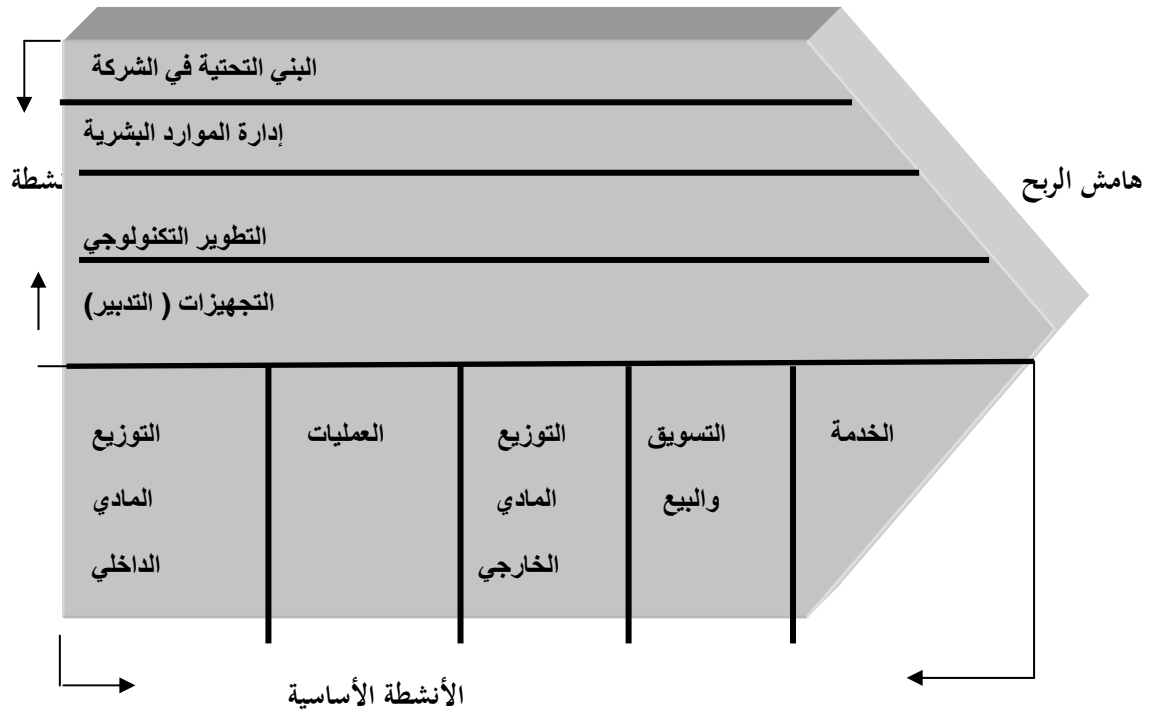 البني التحتية في الشركة
إدارة الموارد البشرية
هامش الربح
نشطة
التطوير التكنولوجي
التجهيزات ( التدبير)
الخدمة
التسويق
والبيع
التوزيع
المادي
الخارجي
العمليات
التوزيع
المادي
الداخلي
الأنشطة الأساسية